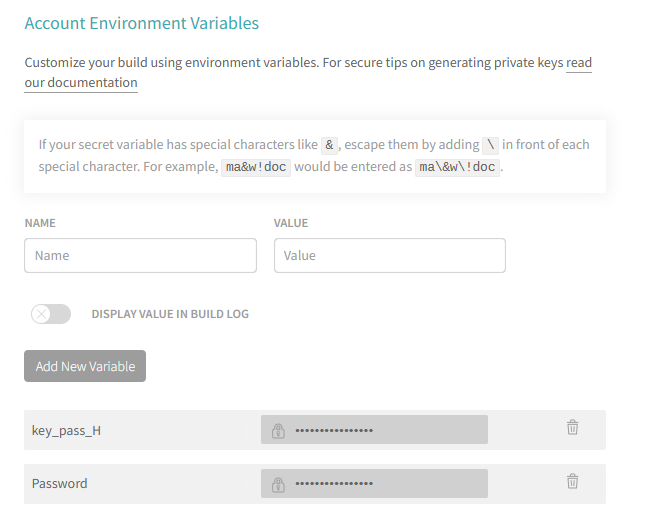 Account Environment Variables
Customize your build using environment variables. For secure tips on generating private keys read
our documentation
If your secret variable has special characters like & , escape them by adding \ in front of each
special character. For example, ma&w!doc would be entered as ma\&w\!doc .
NAME VALUE
Name Value
DISPLAY VALUE IN BUILD LOG
Add New Variable
key_pass_H ••••••••••••••••
Password ••••••••••••••••